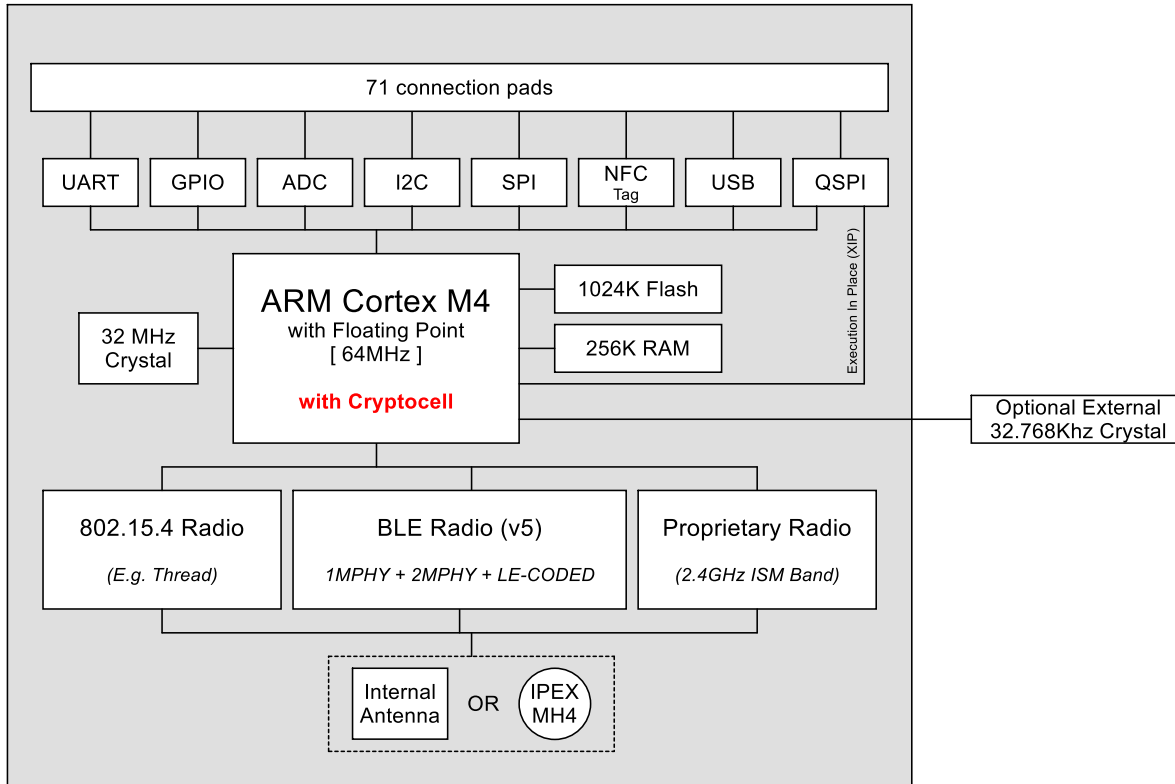 71 connection pads
UART
GPIO
ADC
I2C
SPI
NFC
Tag
USB
QSPI
Execution In Place (XIP)
ARM Cortex M4
with Floating Point
[ 64MHz ]
with Cryptocell
32 MHz
Crystal
1024K Flash
256K RAM
Optional External
32.768Khz Crystal
802.15.4 Radio
(E.g. Thread)
BLE Radio (v5)
1MPHY + 2MPHY + LE-CODED
Proprietary Radio
(2.4GHz ISM Band)
Internal
Antenna
OR
IPEX
MH4